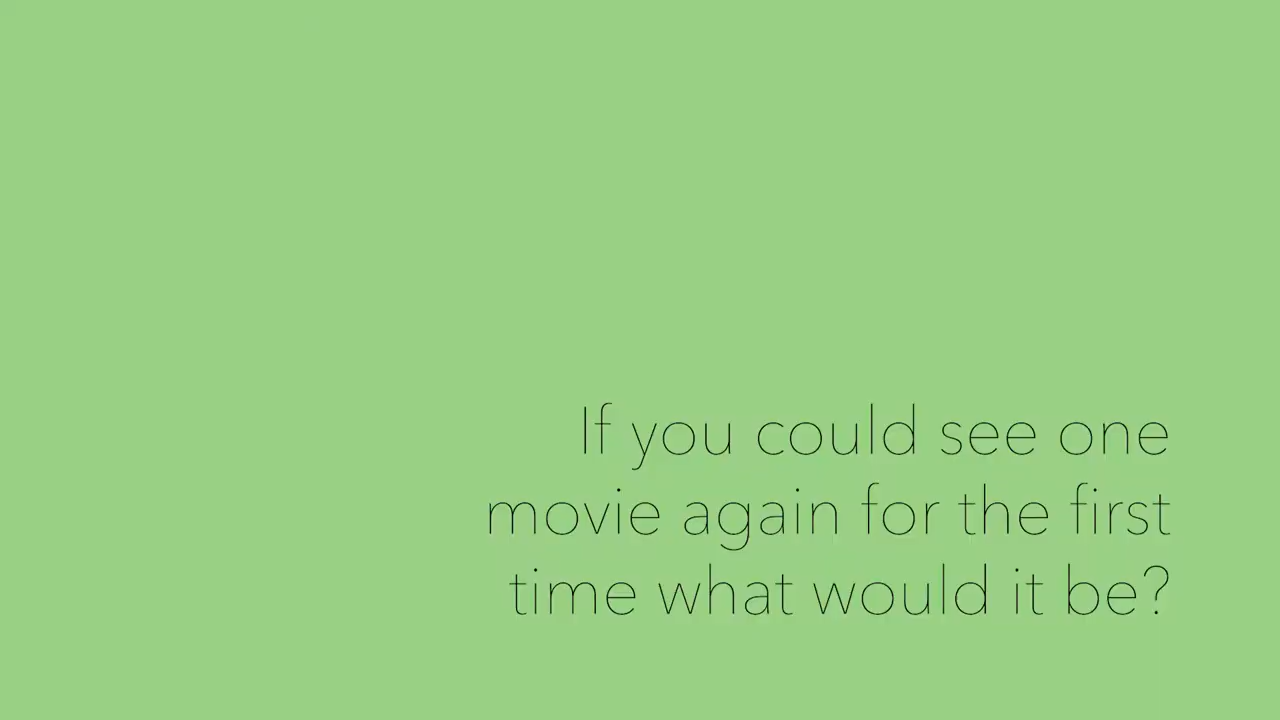 If you could see one
movie again for the first
time what would it be?